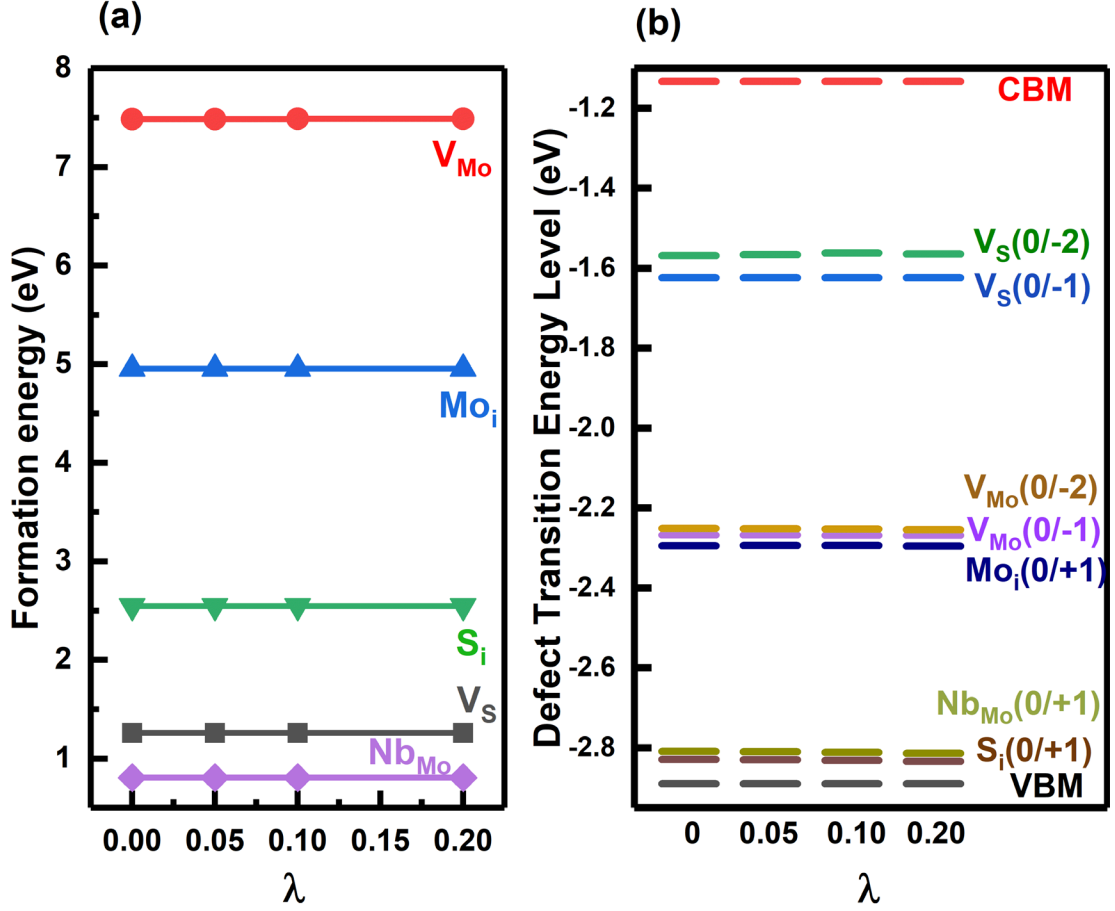 (a)
Formation energy (eV)
8
7
6
5
4
3
2
1
V_Mo
Mo_i
S_i
V_S
Nb_Mo
0.00 0.05 0.10 0.15 0.20
λ
(b)
Defect Transition Energy Level (eV)
-1.2
-1.4
-1.6
-1.8
-2.0
-2.2
-2.4
-2.6
-2.8
CBM
V_S(0/-2)
V_S(0/-1)
V_Mo(0/-2)
V_Mo(0/-1)
Mo_i(0/+1)
Nb_Mo(0/+1)
S_i(0/+1)
VBM
0 0.05 0.10 0.20
λ